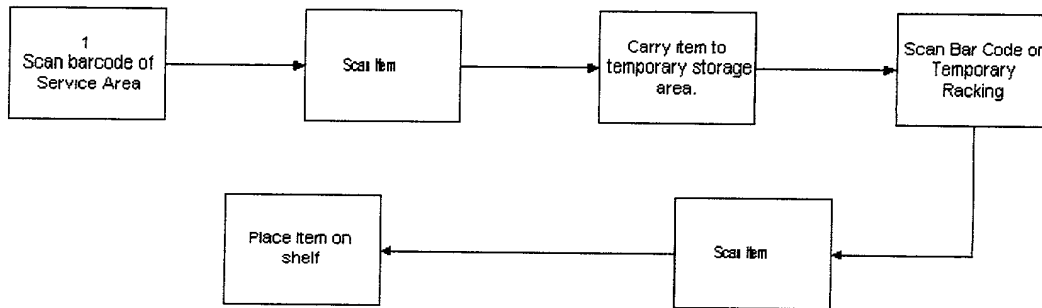 1
Scan barcode of
Service Area
Scan Item
Carry item to
temporary storage
area.
Scan Bar Code on
Temporary
Racking
Scan Item
Place Item on
shelf